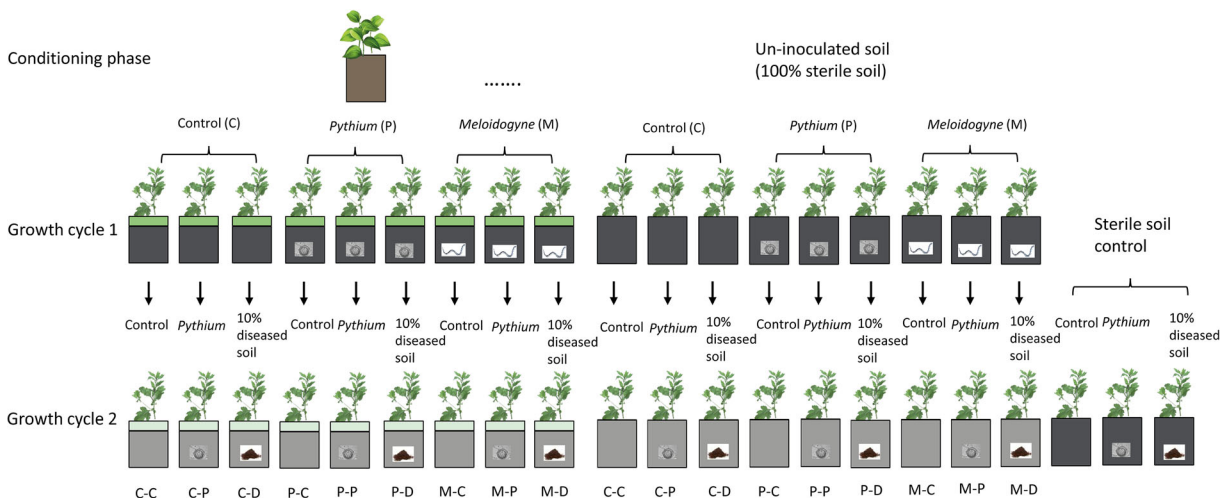 Conditioning phase
Un-inoculated soil
(100% sterile soil)
.......
Control (C)
Pythium (P)
Meloidogyne (M)
Control (C)
Pythium (P)
Meloidogyne (M)
Growth cycle 1
Sterile soil
control
Control
Pythium
10%
diseased
soil
Control
Pythium
10%
diseased
soil
Control
Pythium
10%
diseased
soil
Control
Pythium
10%
diseased
soil
Control
Pythium
10%
diseased
soil
Control
Pythium
10%
diseased
soil
Control
Pythium
10%
diseased
soil
Growth cycle 2
C-C
C-P
C-D
P-C
P-P
P-D
M-C
M-P
M-D
C-C
C-P
C-D
P-C
P-P
P-D
M-C
M-P
M-D